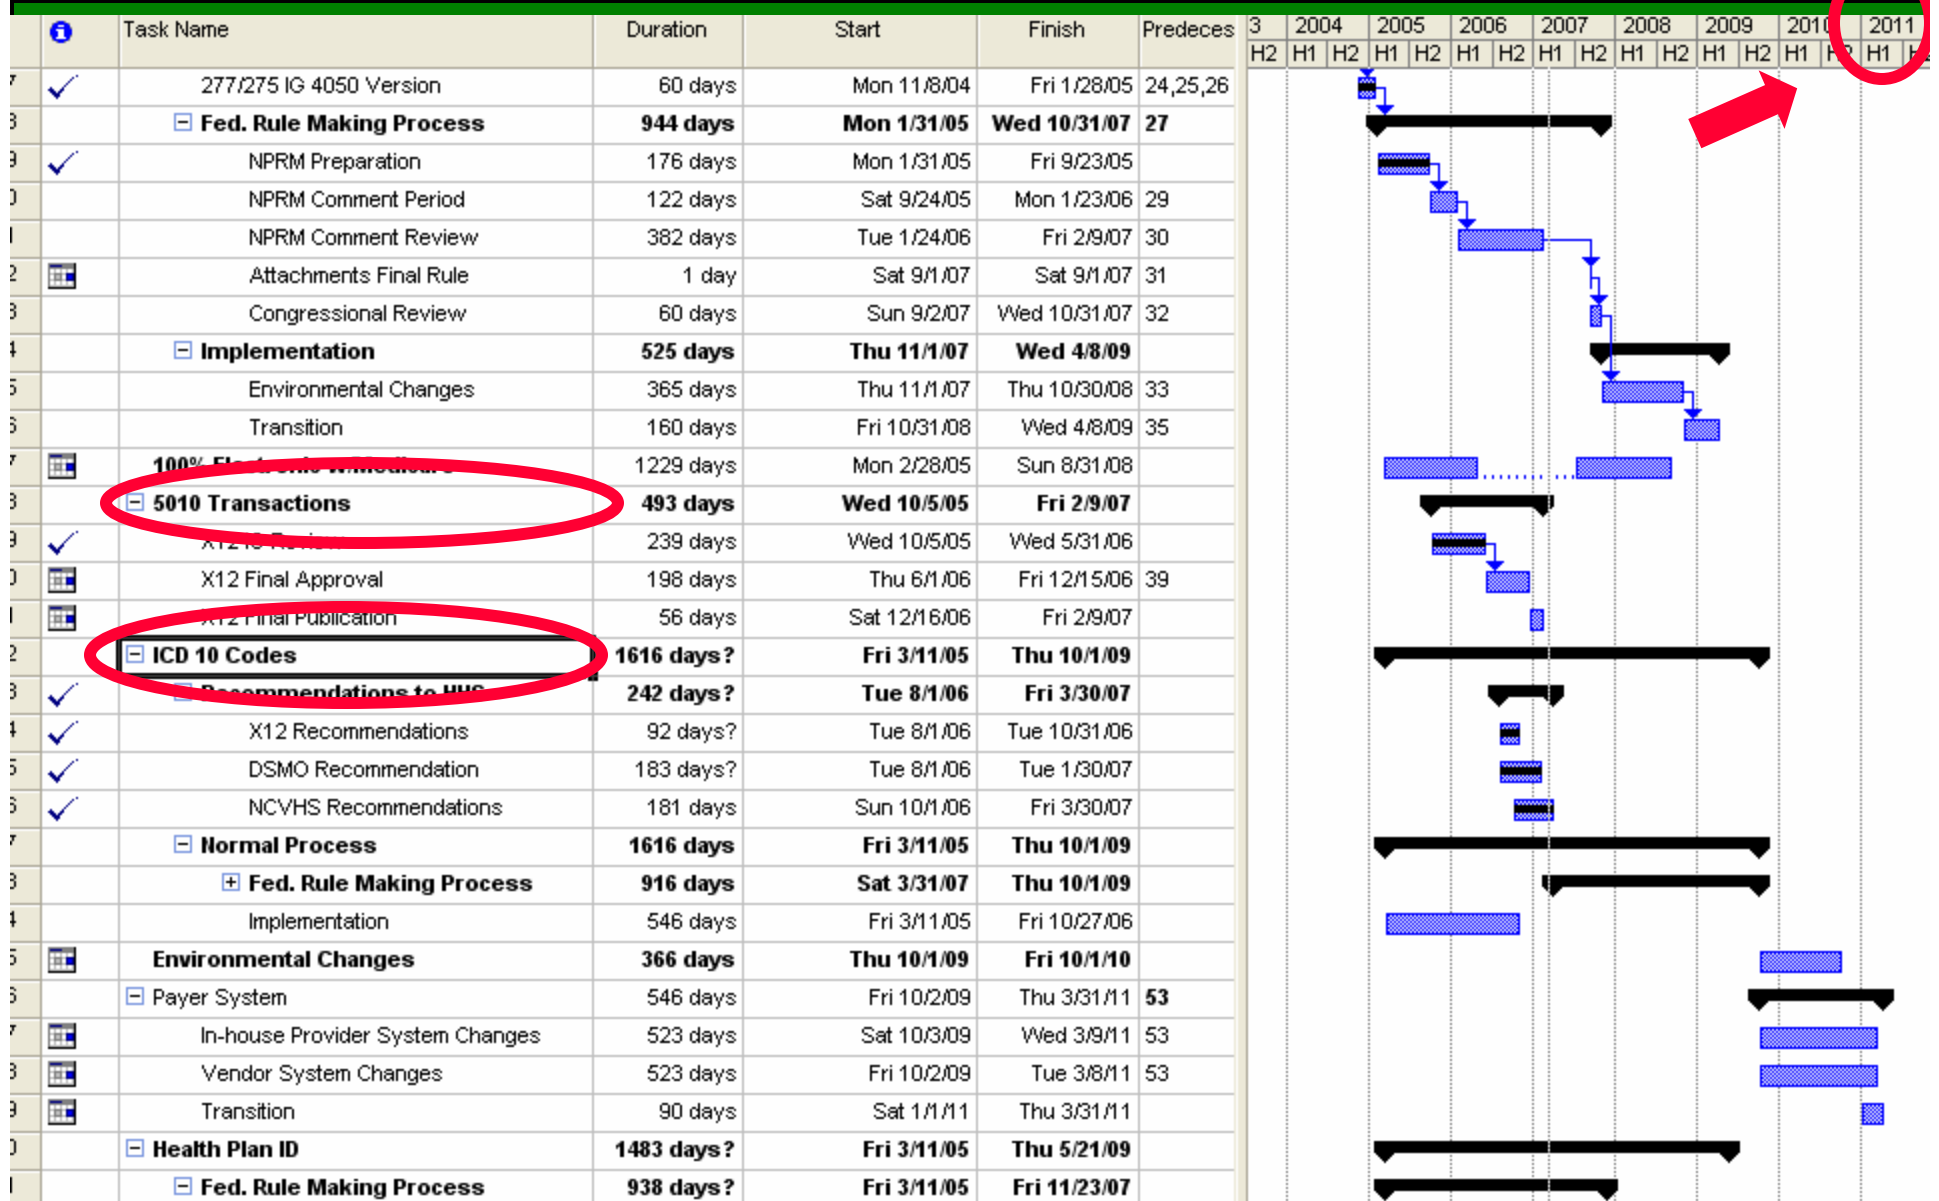 Task Name Duration Start Finish Predeces 3 2004 2005 2006 2007 2008 2009 2010 2011
H2 H1 H2 H1 H2 H1 H2 H1 H2 H1 H2 H1 H2 H1 H2 H1
277/275 IG 4050 Version 60 days Mon 11/8/04 Fri 1/28/05 24,25,26
Fed. Rule Making Process 944 days Mon 1/31/05 Wed 10/31/07 27
NPRM Preparation 176 days Mon 1/31/05 Fri 9/23/05
NPRM Comment Period 122 days Sat 9/24/05 Mon 1/23/06 29
NPRM Comment Review 382 days Tue 1/24/06 Fri 2/9/07 30
Attachments Final Rule 1 day Sat 9/1/07 Sat 9/1/07 31
Congressional Review 60 days Sun 9/2/07 Wed 10/31/07 32
Implementation 525 days Thu 11/1/07 Wed 4/8/09
Environmental Changes 365 days Thu 11/1/07 Thu 10/30/08 33
Transition 160 days Fri 10/31/08 Wed 4/8/09 35
100% Electronic w/Medicare 1229 days Mon 2/28/05 Sun 8/31/08
5010 Transactions 493 days Wed 10/5/05 Fri 2/9/07
X12 IG Review 239 days Wed 10/5/05 Wed 5/31/06
X12 Final Approval 198 days Thu 6/1/06 Fri 12/15/06 39
X12 Final Publication 56 days Sat 12/16/06 Fri 2/9/07
ICD 10 Codes 1616 days? Fri 3/11/05 Thu 10/1/09
Recommendations to HHS 242 days? Tue 8/1/06 Fri 3/30/07
X12 Recommendations 92 days? Tue 8/1/06 Tue 10/31/06
DSMO Recommendation 183 days? Tue 8/1/06 Tue 1/30/07
NCVHS Recommendations 181 days Sun 10/1/06 Fri 3/30/07
Normal Process 1616 days Fri 3/11/05 Thu 10/1/09
Fed. Rule Making Process 916 days Sat 3/31/07 Thu 10/1/09
Implementation 546 days Fri 3/11/05 Fri 10/27/06
Environmental Changes 366 days Thu 10/1/09 Fri 10/1/10
Payer System 546 days Fri 10/2/09 Thu 3/31/11 53
In-house Provider System Changes 523 days Sat 10/3/09 Wed 3/9/11 53
Vendor System Changes 523 days Fri 10/2/09 Tue 3/8/11 53
Transition 90 days Sat 1/1/11 Thu 3/31/11
Health Plan ID 1483 days? Fri 3/11/05 Thu 5/21/09
Fed. Rule Making Process 938 days? Fri 3/11/05 Fri 11/23/07